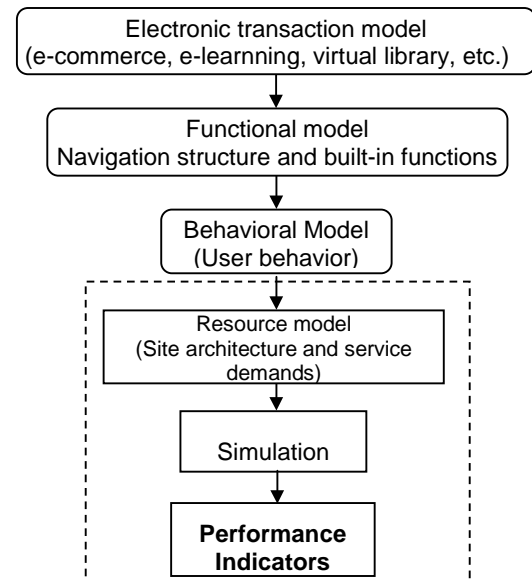 Electronic transaction model
(e-commerce, e-learnning, virtual library, etc.)
Functional model
Navigation structure and built-in functions
Behavioral Model
(User behavior)
Resource model
(Site architecture and service
demands)
Simulation
Performance
Indicators